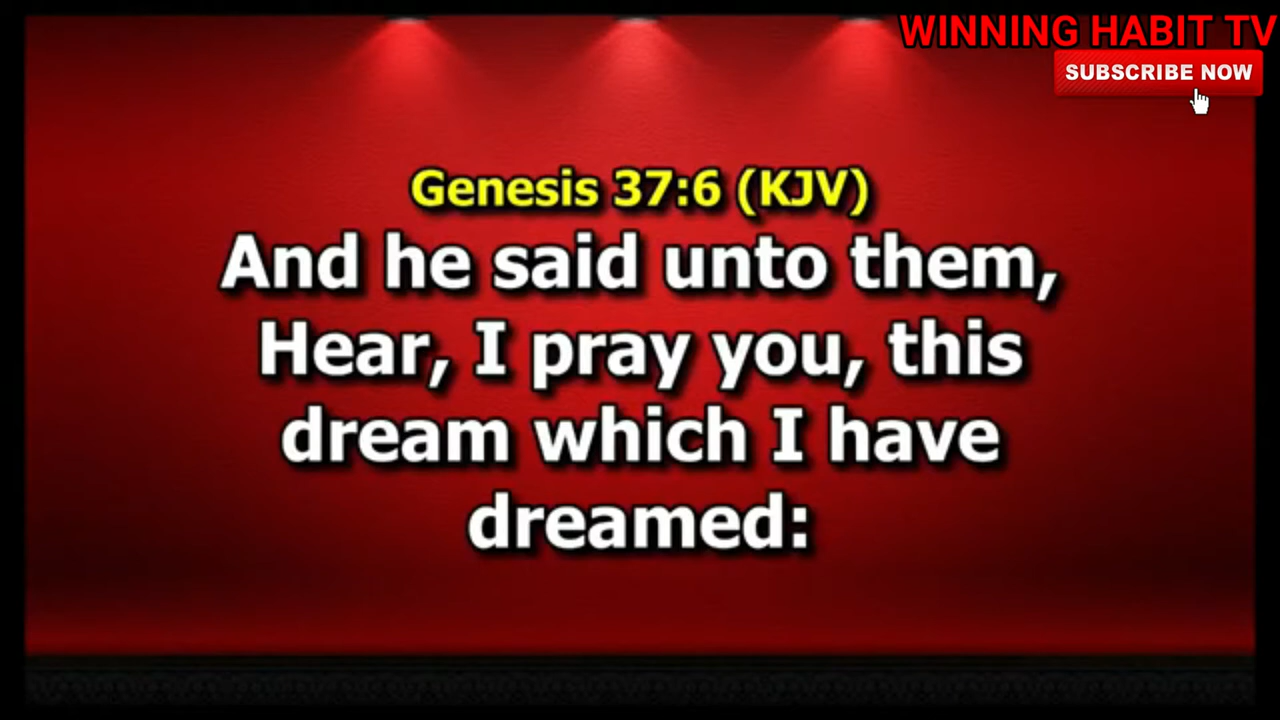 WINNING HABIT TV
SUBSCRIBE NOW
Genesis 37:6 (KJV)
And he said unto them,
Hear, I pray you, this
dream which I have
dreamed: